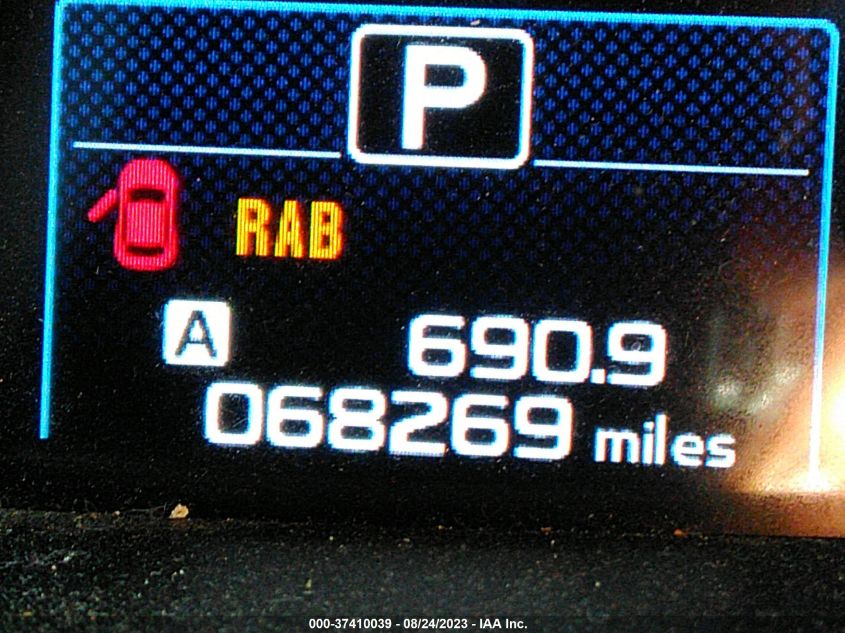 P
RAB
A 690.9
068269 miles
000-37410039 - 08/24/2023 - IAA Inc.